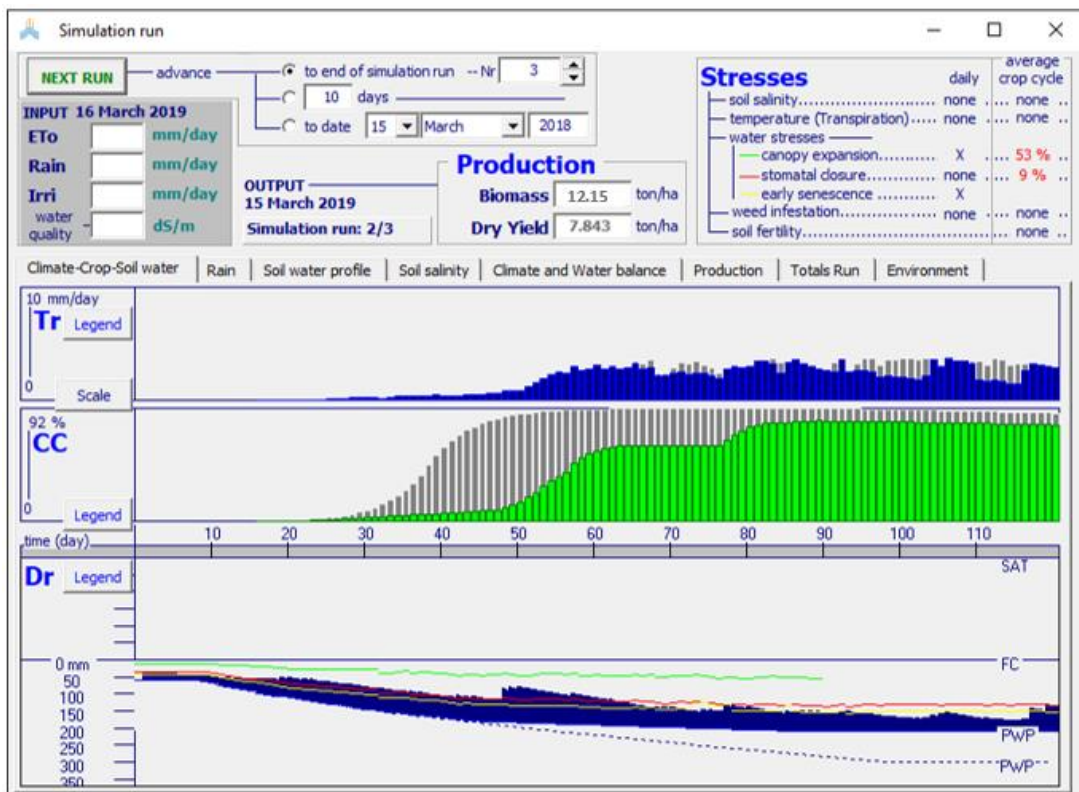 Simulation run
NEXT RUN
advance
to end of simulation run -- Nr 3
10 days
to date 15 March 2018
INPUT 16 March 2019
ETo mm/day
Rain mm/day
Irri mm/day
water quality dS/m
OUTPUT
15 March 2019
Simulation run: 2/3
Production
Biomass 12.15 ton/ha
Dry Yield 7.843 ton/ha
Stresses daily average crop cycle
soil salinity.................. none .... none ..
temperature (Transpiration)..... none .... none ..
water stresses
canopy expansion............. X .... 53 % ..
stomatal closure............. none .... 9 % ..
early senescence............. X
weed infestation................ none .... none ..
soil fertility........................ none ..
Climate-Crop-Soil water
Rain
Soil water profile
Soil salinity
Climate and Water balance
Production
Totals Run
Environment
10 mm/day
Tr
Legend
0
Scale
92 %
CC
0
Legend
time (day)
10 20 30 40 50 60 70 80 90 100 110
Dr
Legend
SAT
0 mm
FC
50
100
150
200
PWP
250
300
PWP
350